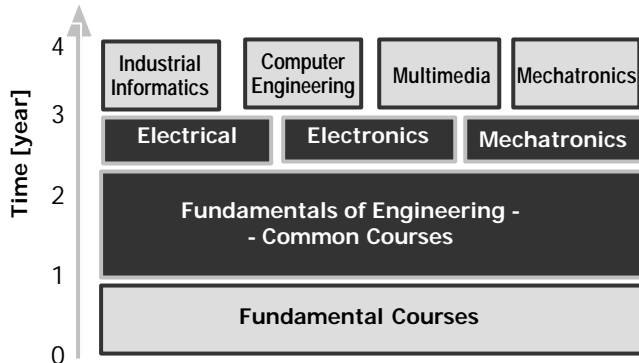 4
Industrial
Informatics
Computer
Engineering
Multimedia
Mechatronics
3
Electrical
Electronics
Mechatronics
Time [year]
2
Fundamentals of Engineering -
- Common Courses
1
Fundamental Courses
0